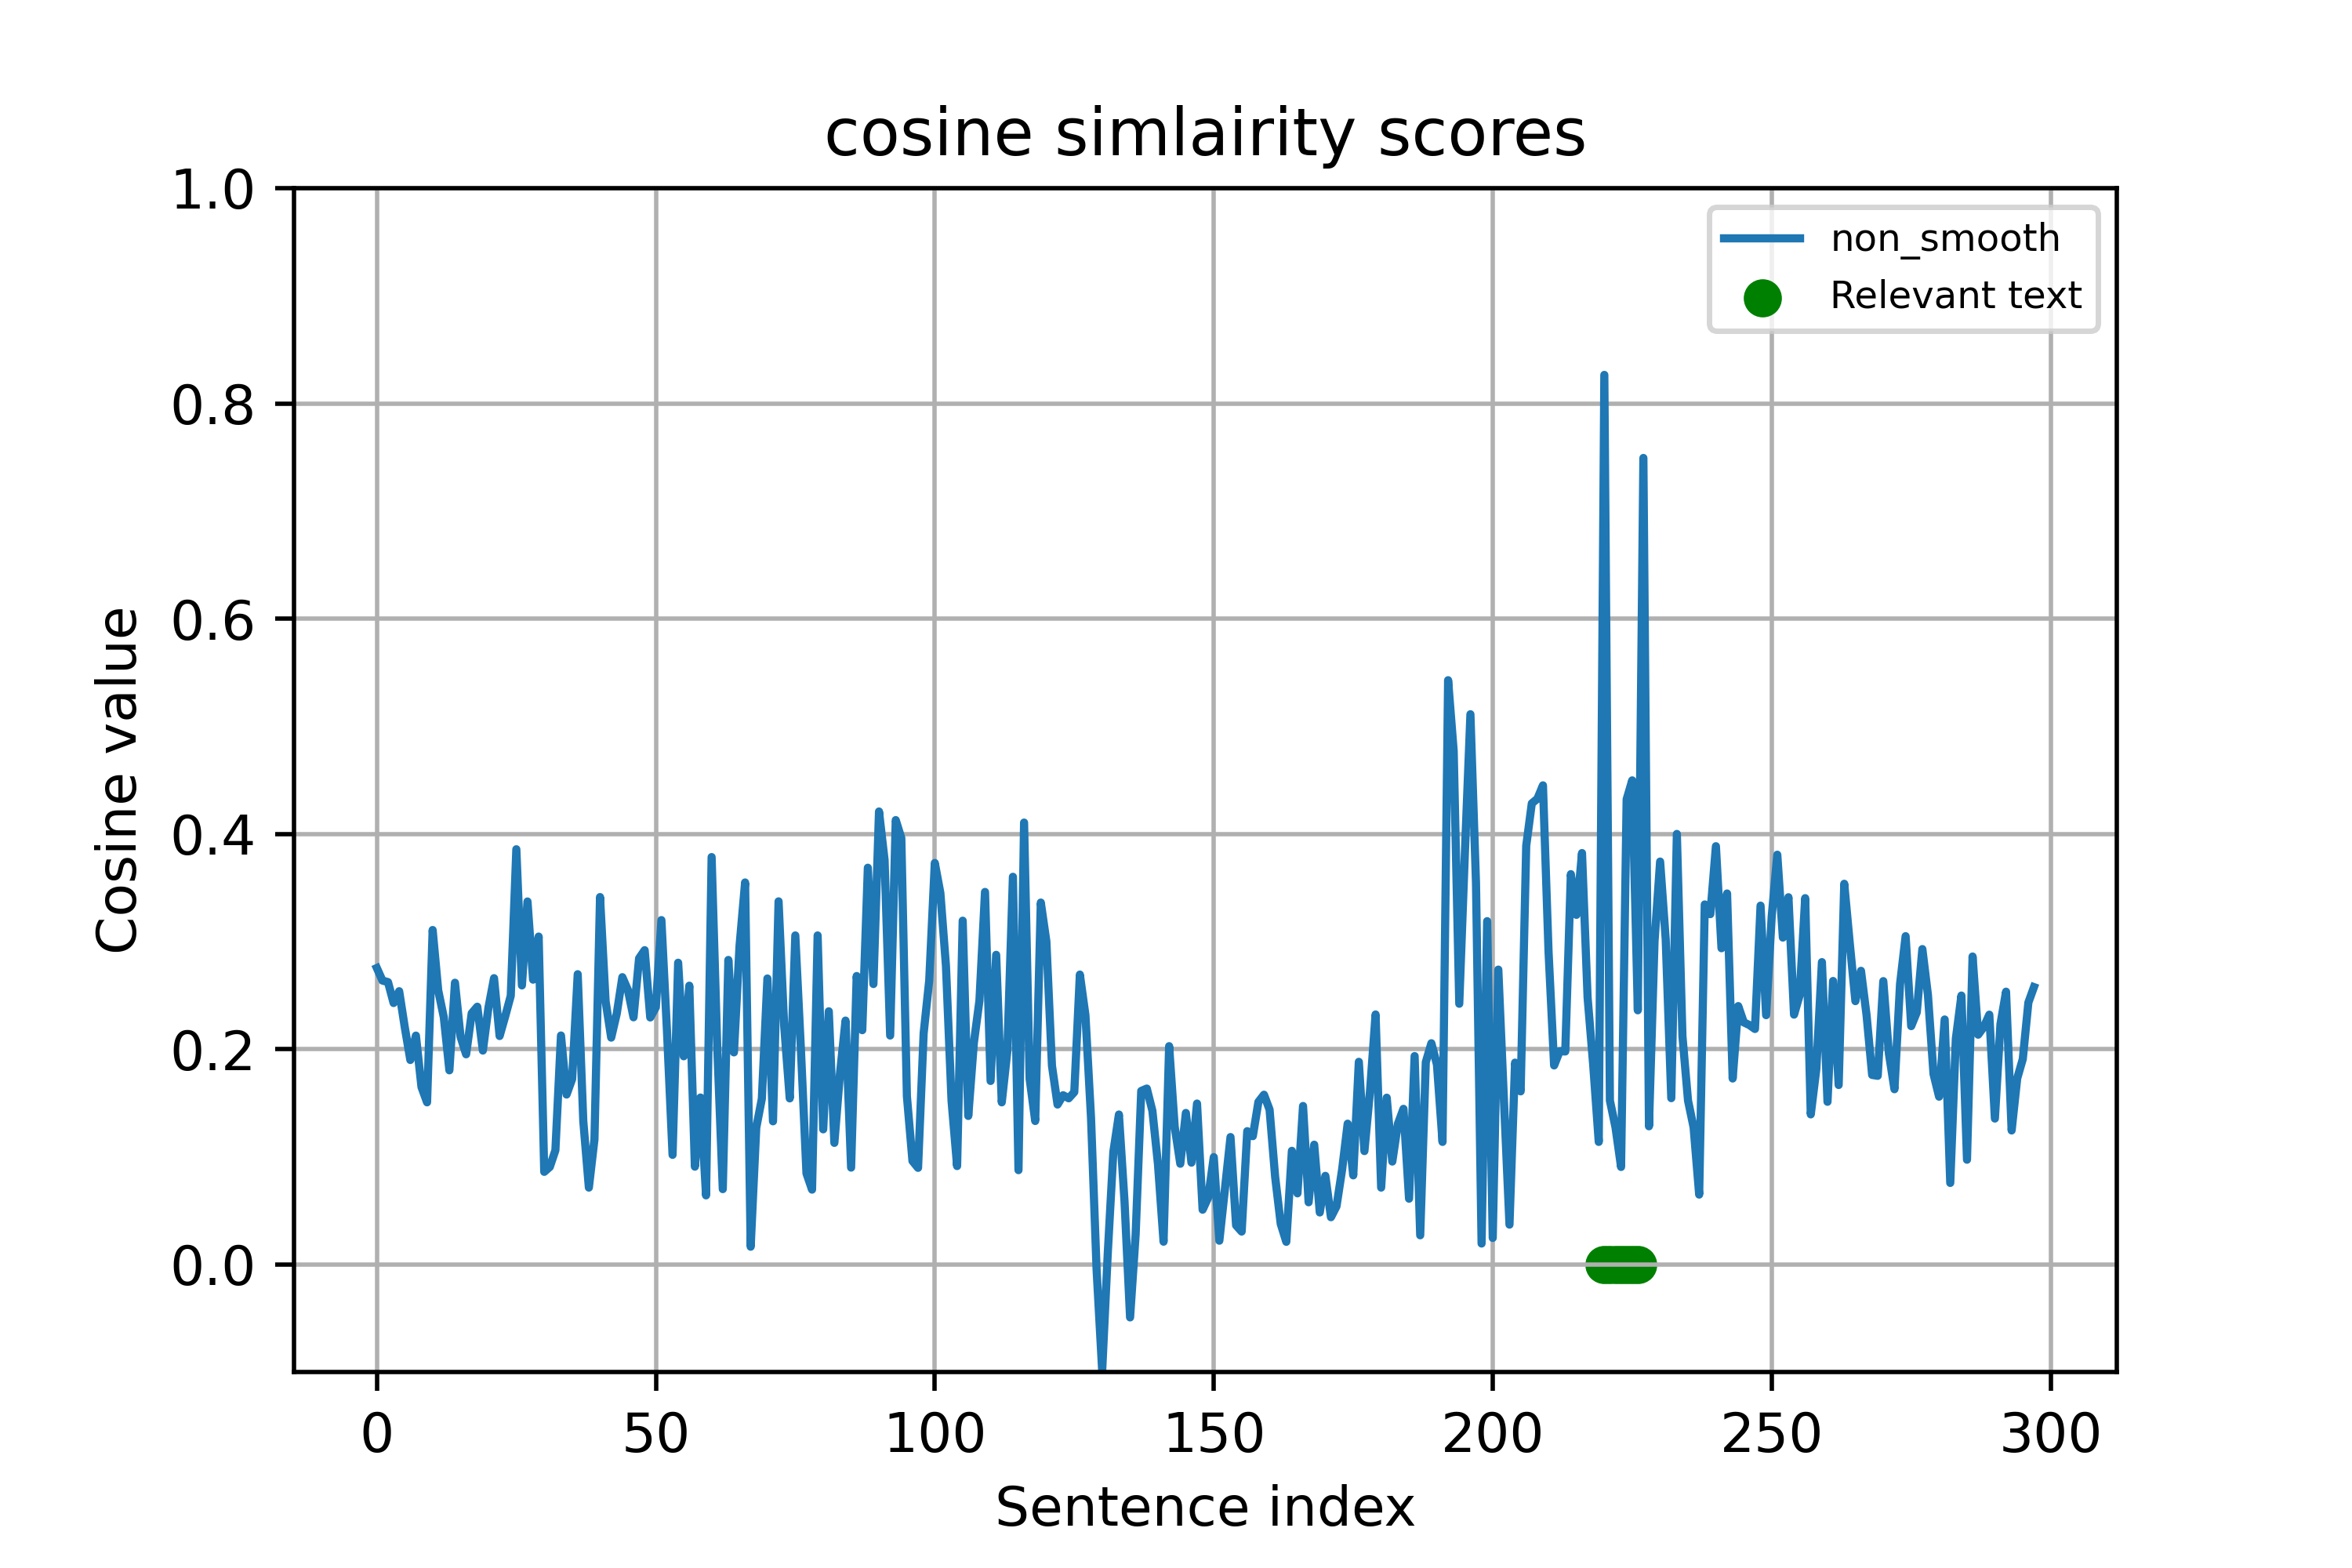 cosine simlairity scores
1.0
0.8
0.6
0.4
0.2
0.0
Cosine value
non_smooth
Relevant text
0 50 100 150 200 250 300
Sentence index